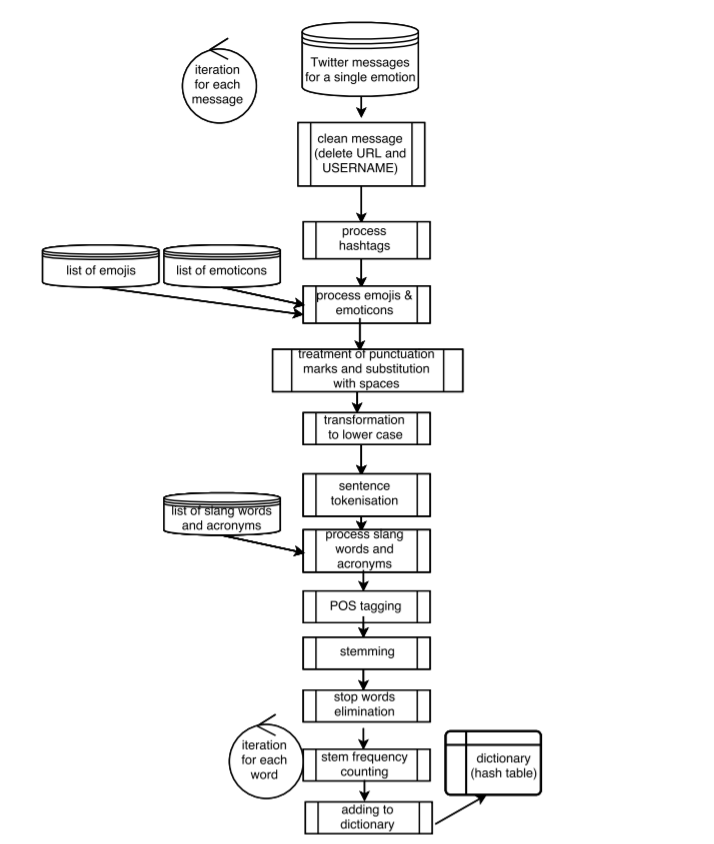 iteration
for each
message
Twitter messages
for a single emotion
clean message
(delete URL and
USERNAME)
process
hashtags
list of emojis
list of emoticons
process emojis &
emoticons
treatment of punctuation
marks and substitution
with spaces
transformation
to lower case
sentence
tokenisation
list of slang words
and acronyms
process slang
words and
acronyms
POS tagging
stemming
stop words
elimination
iteration
for each
word
stem frequency
counting
dictionary
(hash table)
adding to
dictionary